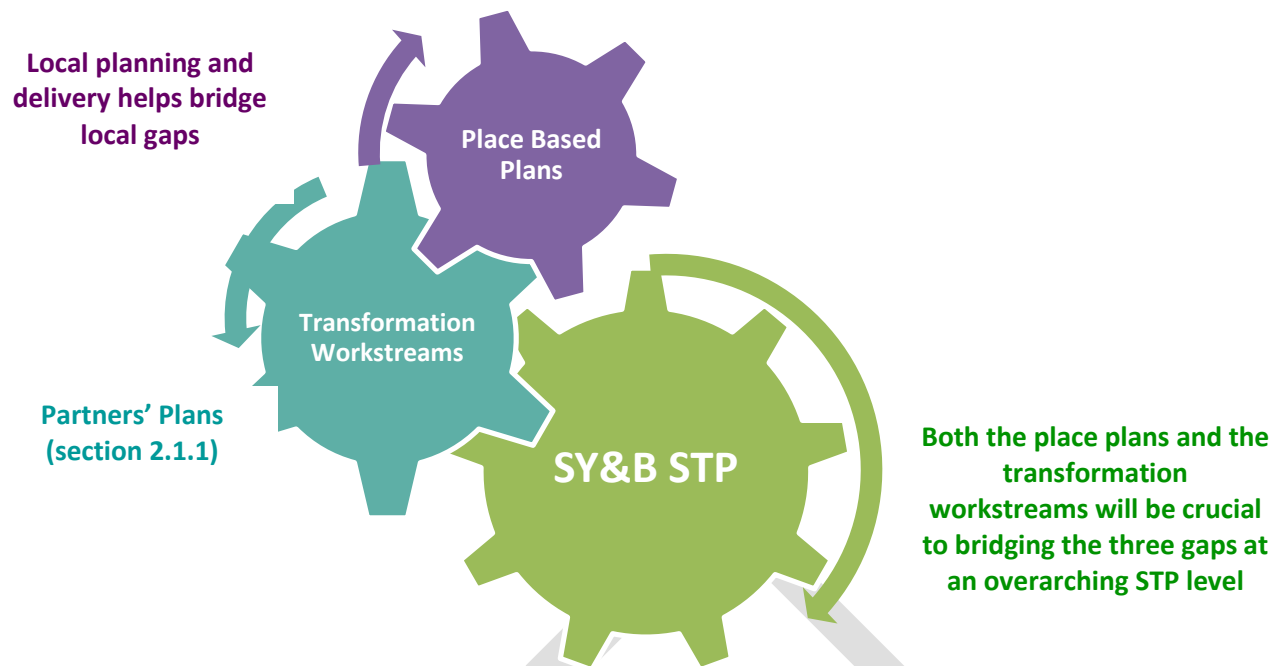 Local planning and
delivery helps bridge
local gaps
Place Based
Plans
Transformation
Workstreams
Partners’ Plans
(section 2.1.1)
SY&B STP
Both the place plans and the
transformation
workstreams will be crucial
to bridging the three gaps at
an overarching STP level